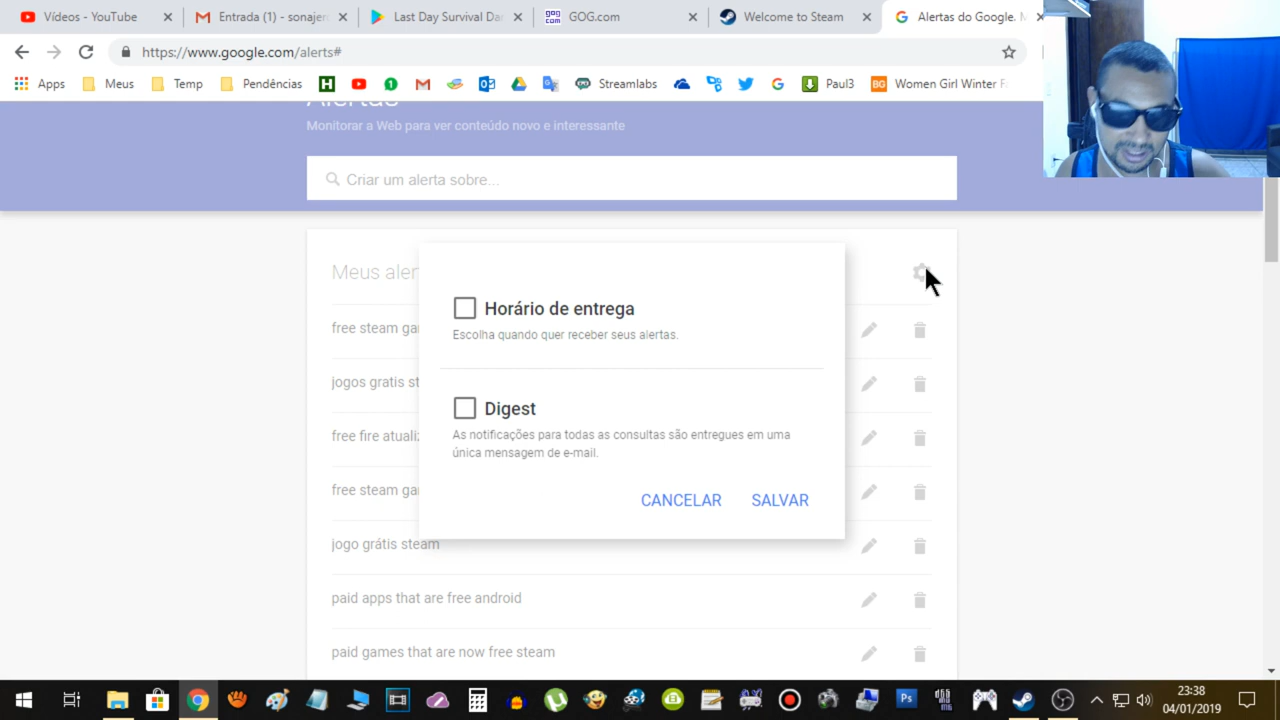 Vídeos - YouTube
Entrada (1) - sonajer
Last Day Survival Da
GOG.com
Welcome to Steam
Alertas do Google. M
https://www.google.com/alerts#
Apps
Meus
Temp
Pendências
Streamlabs
Paul3
Women Girl Winter F
Alertas
Monitorar a Web para ver conteúdo novo e interessante
Criar um alerta sobre...
Meus aler
free steam ga
jogos gratis st
free fire atuali
free steam ga
jogo grátis steam
paid apps that are free android
paid games that are now free steam
Horário de entrega
Escolha quando quer receber seus alertas.
Digest
As notificações para todas as consultas são entregues em uma
única mensagem de e-mail.
CANCELAR SALVAR
23:38
04/01/2019